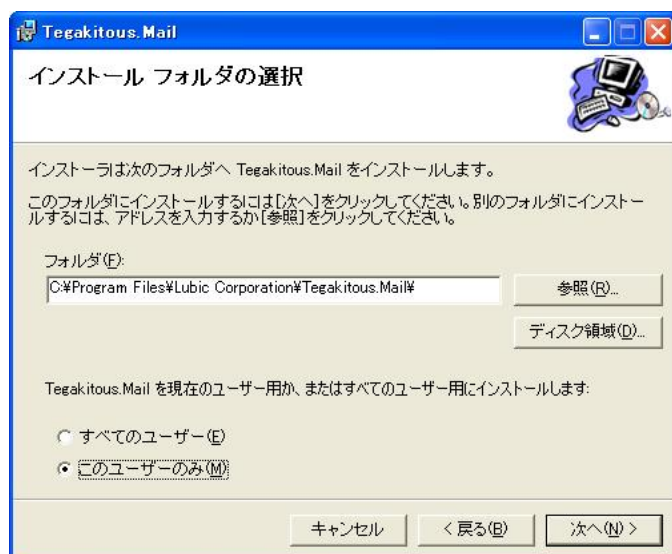 Tegakitous.Mail
インストール フォルダの選択
インストーラは次のフォルダへ Tegakitous.Mail をインストールします。
このフォルダにインストールするには[次へ]をクリックしてください。別のフォルダにインストー
ルするには、アドレスを入力するか[参照]をクリックしてください。
フォルダ(F):
C:¥Program Files¥Lubic Corporation¥Tegakitous.Mail¥
参照(R)...
ディスク領域(D)...
Tegakitous.Mail を現在のユーザー用か、またはすべてのユーザー用にインストールします:
すべてのユーザー(E)
このユーザーのみ(M)
キャンセル
< 戻る(B)
次へ(N) >